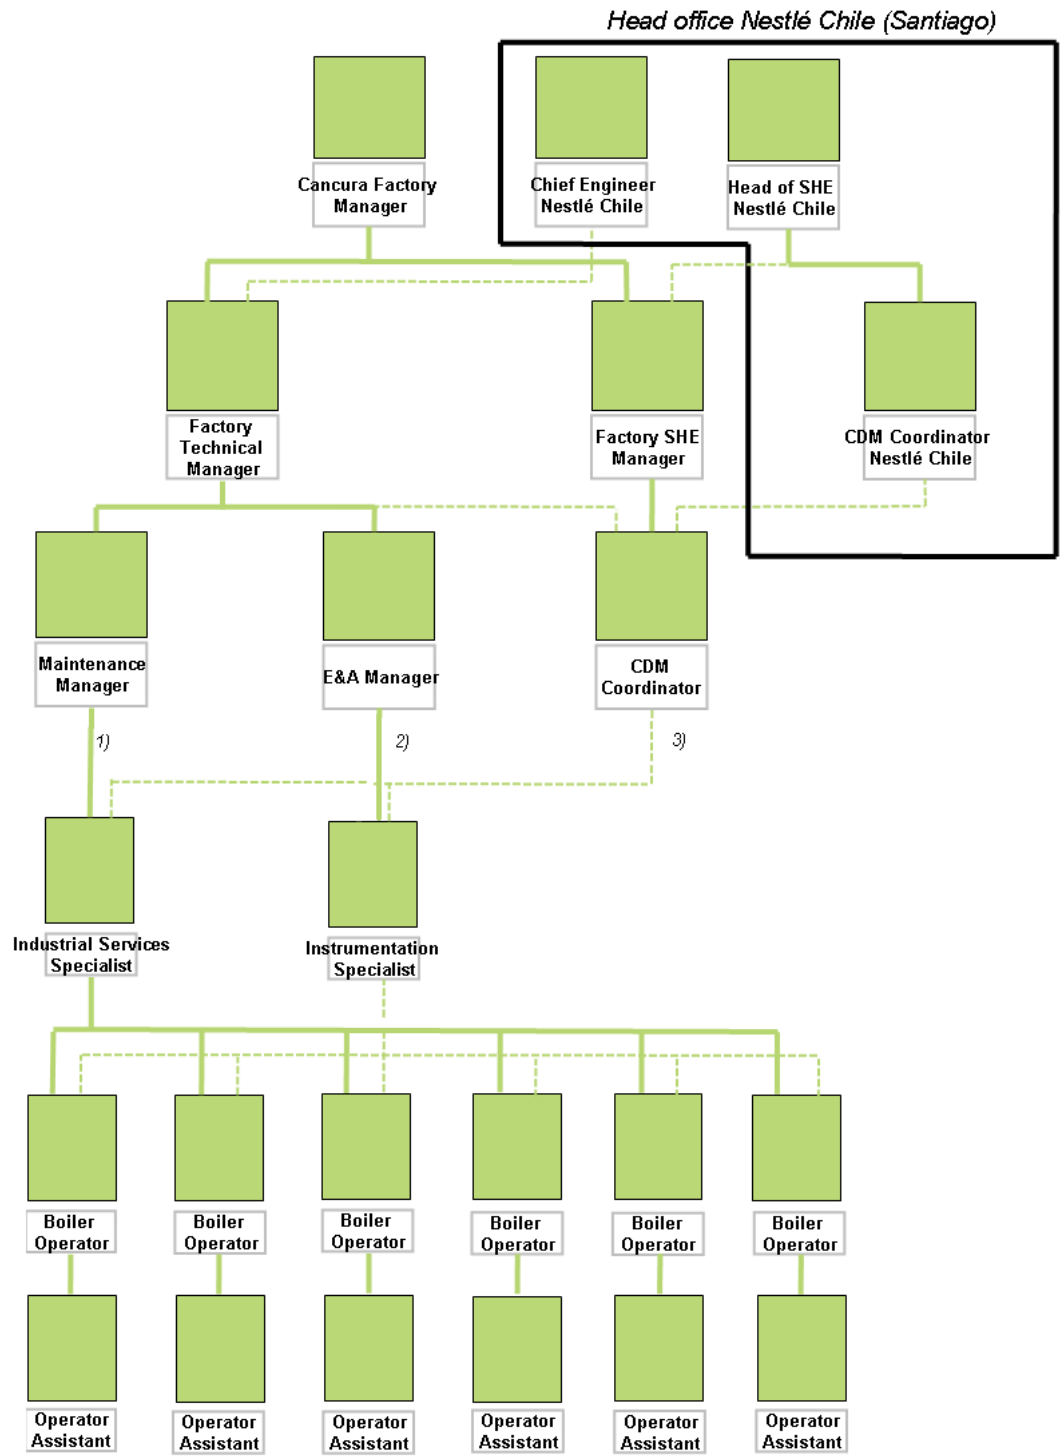 Head office Nestlé Chile (Santiago)
Cancura Factory
Manager
Chief Engineer
Nestlé Chile
Head of SHE
Nestlé Chile
Factory
Technical
Manager
Factory SHE
Manager
CDM Coordinator
Nestlé Chile
Maintenance
Manager
E&A Manager
CDM
Coordinator
1)
2)
3)
Industrial Services
Specialist
Instrumentation
Specialist
Boiler
Operator
Boiler
Operator
Boiler
Operator
Boiler
Operator
Boiler
Operator
Boiler
Operator
Operator
Assistant
Operator
Assistant
Operator
Assistant
Operator
Assistant
Operator
Assistant
Operator
Assistant